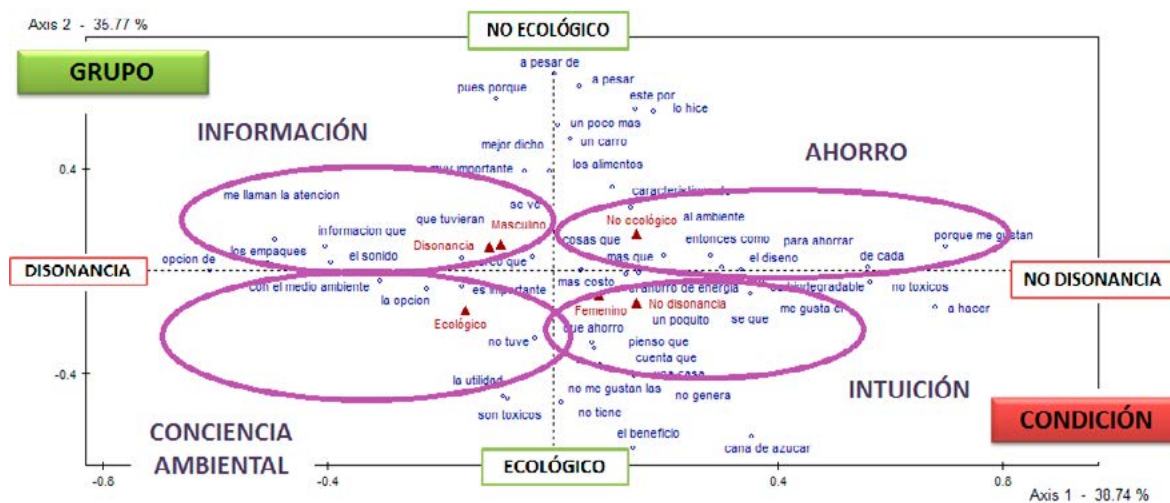 Axis 2 - 35.77 %
NO ECOLÓGICO
GRUPO
a pesar de
a pesar
pues porque
este por
lo hice
INFORMACIÓN
un poco mas
mejor dicho
un carro
AHORRO
0.4
muy importante
los alimentos
me llaman la atencion
se ve
que tuvieran
Masculino
No ecológico
al ambiente
informacion que
Disonancia
cosas que
entonces como
para ahorrar
porque me gustan
opcion de
los empaques
el sonido
mas que
el diseno
de cada
DISONANCIA
NO DISONANCIA
con el medio ambiente
es importante
mas costo
ahorro de energia
biodegradable
no toxicos
la opcion
Femenino
No disonancia
me gusta el
a hacer
Ecológico
un poquito
se que
que ahorro
no tuve
pienso que
cuenta que
-0.4
la utilidad
no me gustan las
no genera
INTUICIÓN
son toxicos
no tiene
CONDICIÓN
CONCIENCIA
AMBIENTAL
el beneficio
cana de azucar
ECOLÓGICO
-0.8
-0.4
0
0.4
0.8
Axis 1 - 38.74 %